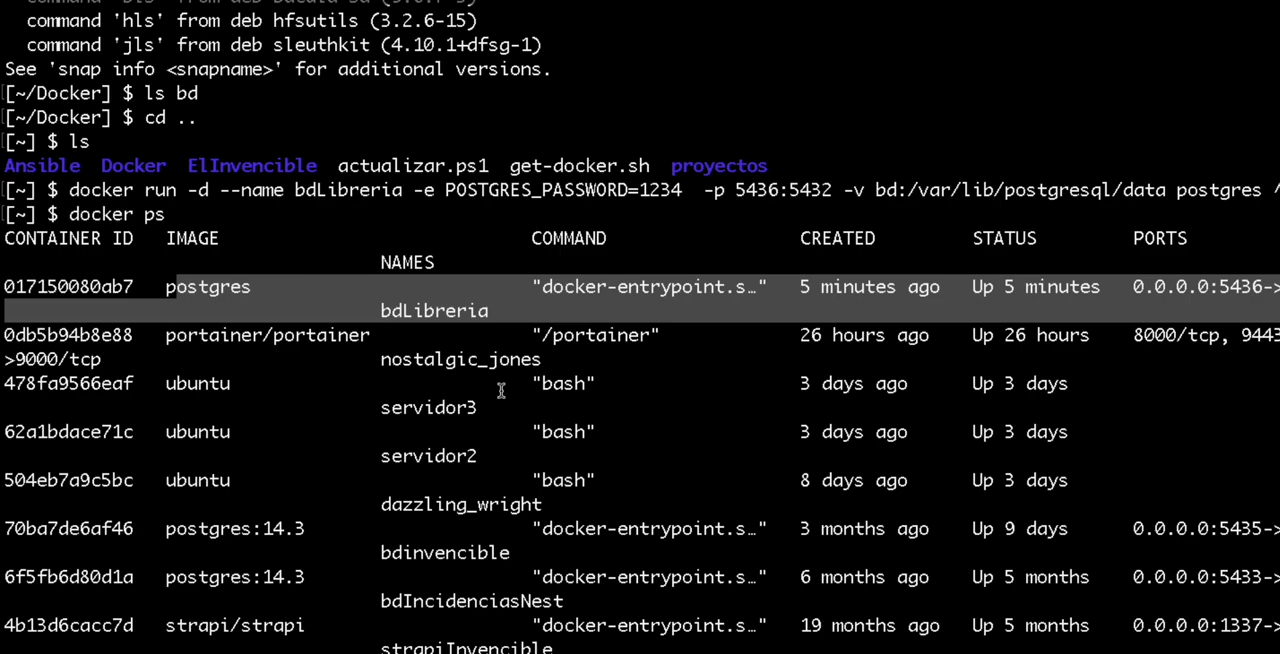 command 'hls' from deb hfsutils (3.2.6-15)
command 'jls' from deb sleuthkit (4.10.1+dfsg-1)
See 'snap info <snapname>' for additional versions.
[~/Docker] $ ls bd
[~/Docker] $ cd ..
[~] $ ls
Ansible  Docker  ElInvencible  actualizar.ps1  get-docker.sh  proyectos
[~] $ docker run -d --name bdLibreria -e POSTGRES_PASSWORD=1234  -p 5436:5432 -v bd:/var/lib/postgresql/data postgres ^
[~] $ docker ps
CONTAINER ID   IMAGE   COMMAND   CREATED   STATUS   PORTS
NAMES
017150080ab7   postgres   "docker-entrypoint.s…"   5 minutes ago   Up 5 minutes   0.0.0.0:5436->
bdLibreria
0db5b94b8e88   portainer/portainer   "/portainer"   26 hours ago   Up 26 hours   8000/tcp, 9443
>9000/tcp   nostalgic_jones
478fa9566eaf   ubuntu   "bash"   3 days ago   Up 3 days
servidor3
62a1bdace71c   ubuntu   "bash"   3 days ago   Up 3 days
servidor2
504eb7a9c5bc   ubuntu   "bash"   8 days ago   Up 3 days
dazzling_wright
70ba7de6af46   postgres:14.3   "docker-entrypoint.s…"   3 months ago   Up 9 days   0.0.0.0:5435->
bdinvencible
6f5fb6d80d1a   postgres:14.3   "docker-entrypoint.s…"   6 months ago   Up 5 months   0.0.0.0:5433->
bdIncidenciasNest
4b13d6cacc7d   strapi/strapi   "docker-entrypoint.s…"   19 months ago   Up 5 months   0.0.0.0:1337->
strapiInvencible